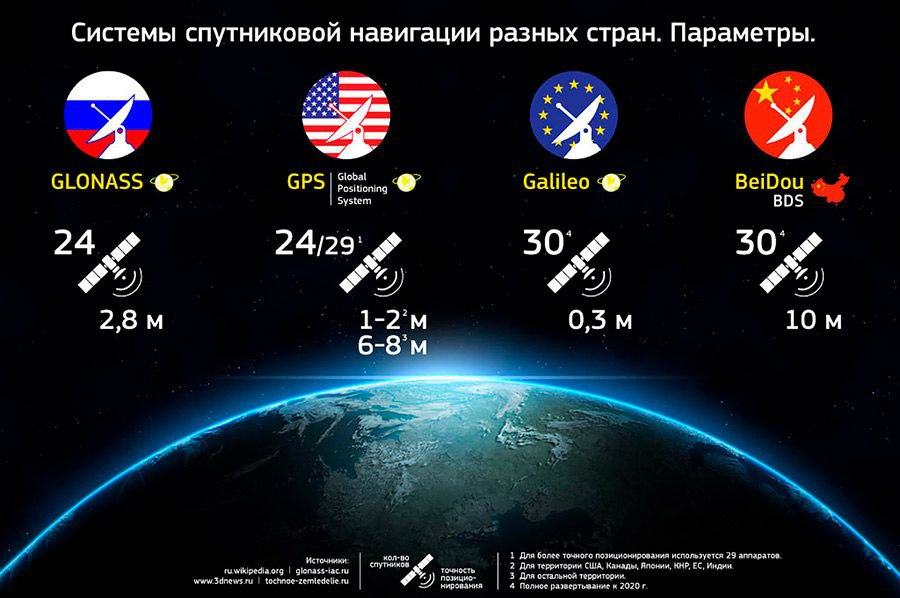 Системы спутниковой навигации разных стран. Параметры.
GLONASS
GPS
Global
Positioning
System
Galileo
BeiDou
BDS
24
24/29¹
30⁴
30⁴
2,8 м
1-2² м
6-8³ м
0,3 м
10 м
Источники:
ru.wikipedia.org | glonass-iac.ru
www.3dnews.ru | tochnoe-zemledelie.ru
кол-во
спутников
точность
позицио-
нирования
1 Для более точного позиционирования используется 29 аппаратов.
2 Для территории США, Канады, Японии, КНР, ЕС, Индии.
3 Для остальной территории.
4 Полное развертывание к 2020 г.